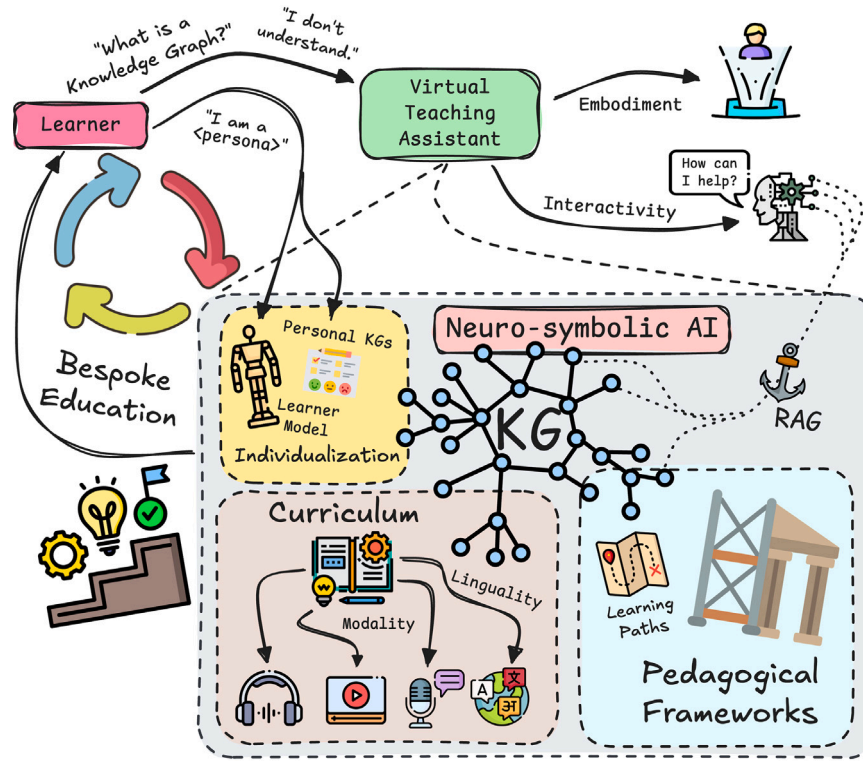 "What is a
Knowledge Graph?"
"I don't
understand."
Learner
"I am a
<persona>"
Virtual
Teaching
Assistant
Embodiment
How can
I help?
Interactivity
Bespoke
Education
Neuro-symbolic AI
Personal KGs
Learner
Model
Individualization
KG
RAG
Curriculum
Linguality
Modality
A
文
अ
Learning
Paths
Pedagogical
Frameworks